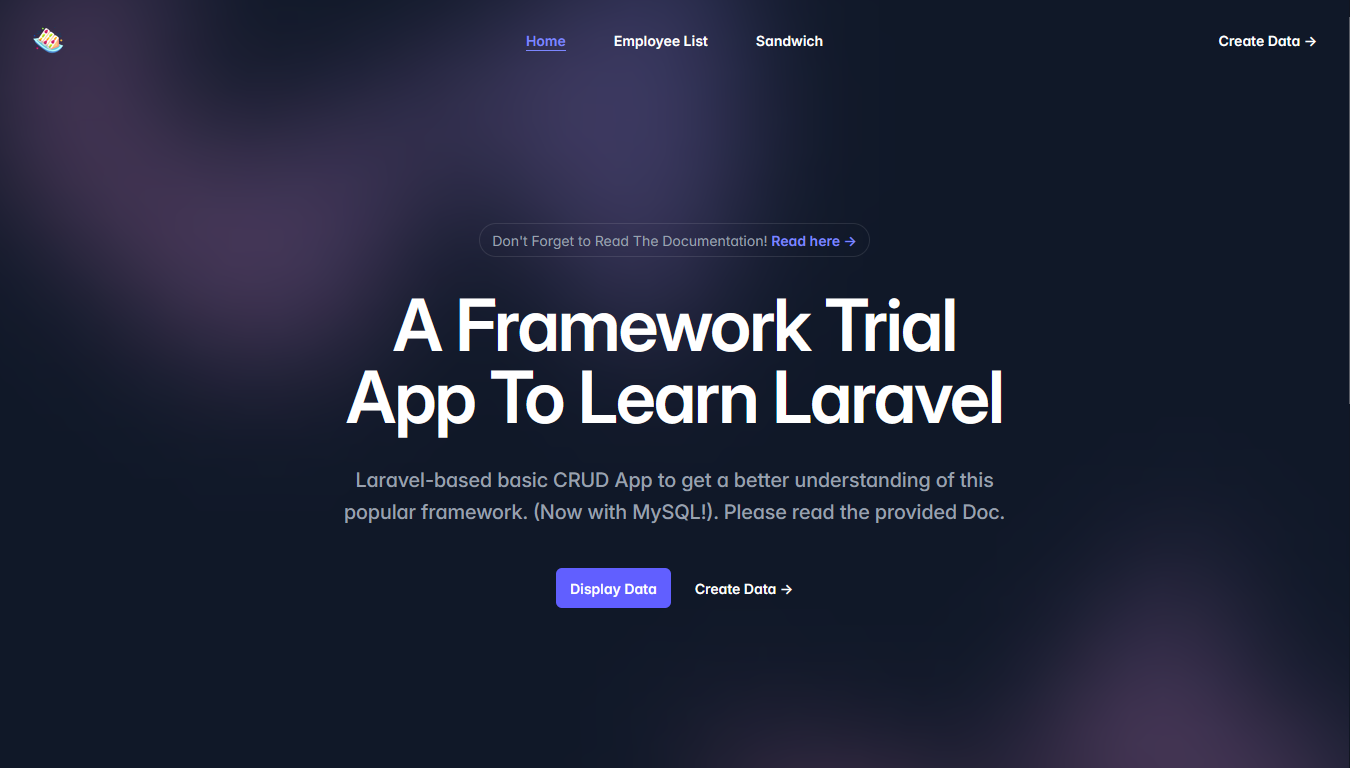 Home
Employee List
Sandwich
Create Data →
Don't Forget to Read The Documentation! Read here →
A Framework Trial
App To Learn Laravel
Laravel-based basic CRUD App to get a better understanding of this
popular framework. (Now with MySQL!). Please read the provided Doc.
Display Data
Create Data →